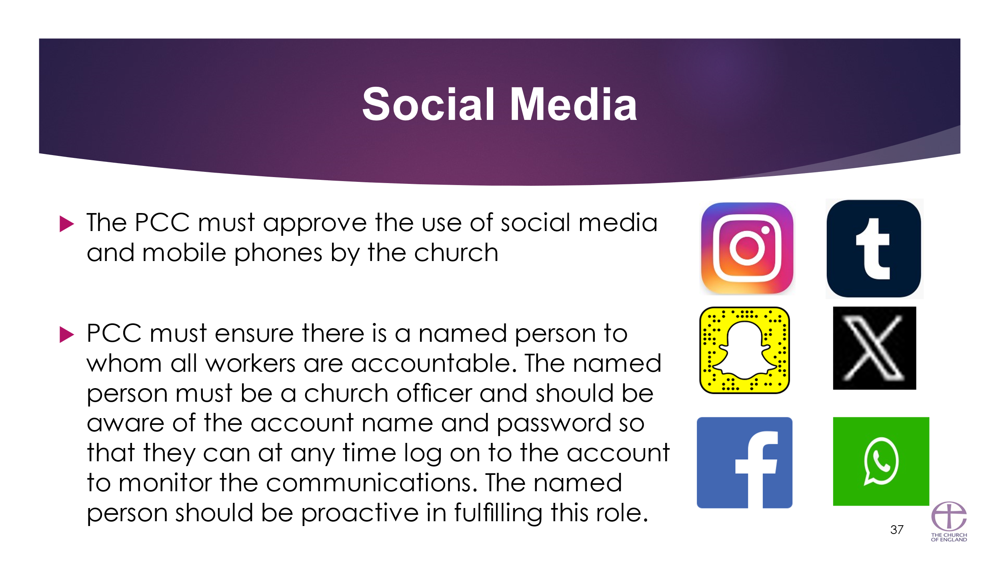 Social Media
The PCC must approve the use of social media
and mobile phones by the church
PCC must ensure there is a named person to
whom all workers are accountable. The named
person must be a church officer and should be
aware of the account name and password so
that they can at any time log on to the account
to monitor the communications. The named
person should be proactive in fulfilling this role.
37
THE CHURCH
OF ENGLAND